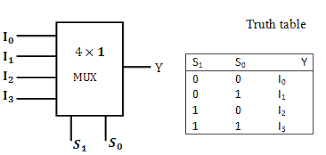 Truth table
I₀
I₁
I₂
I₃
4 × 1
MUX
Y
S₁
S₀
S₁ S₀ Y
0 0 I₀
0 1 I₁
1 0 I₂
1 1 I₃